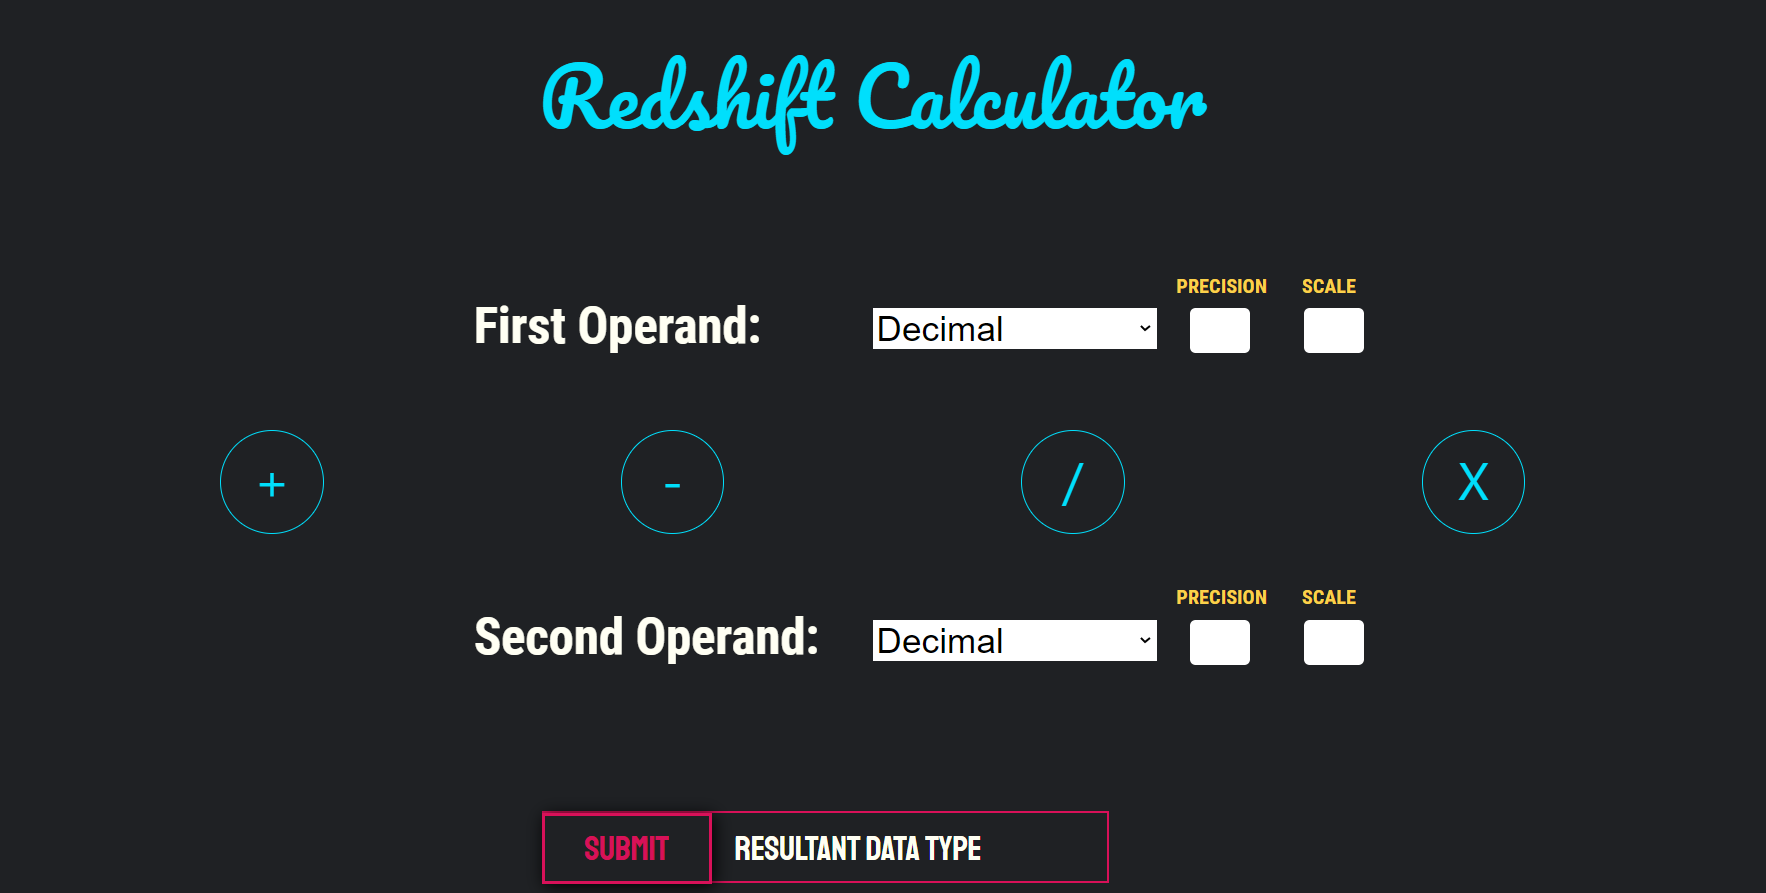 Redshift Calculator
PRECISION SCALE
First Operand: Decimal
+ - / X
PRECISION SCALE
Second Operand: Decimal
SUBMIT RESULTANT DATA TYPE